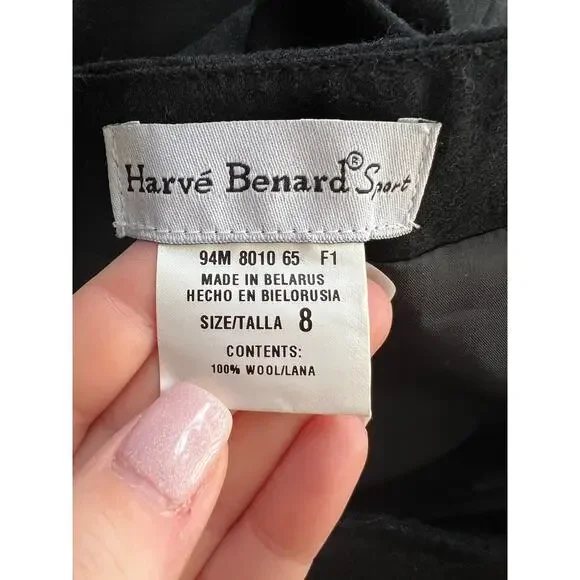 Harvé Benard® Sport
94M 8010 65 F1
MADE IN BELARUS
HECHO EN BIELORUSIA
SIZE/TALLA 8
CONTENTS:
100% WOOL/LANA